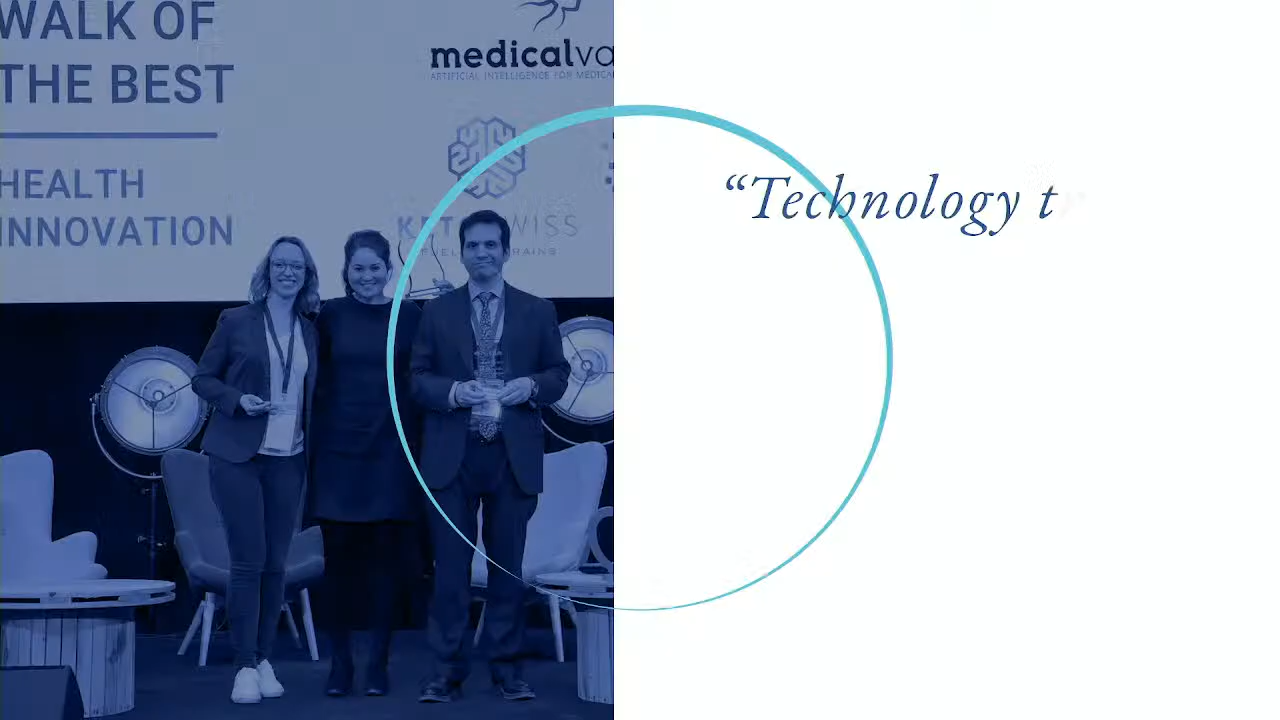 WALK OF
THE BEST
HEALTH
INNOVATION
medicalva
ARTIFICIAL INTELLIGENCE FOR MEDICA
“Technology t